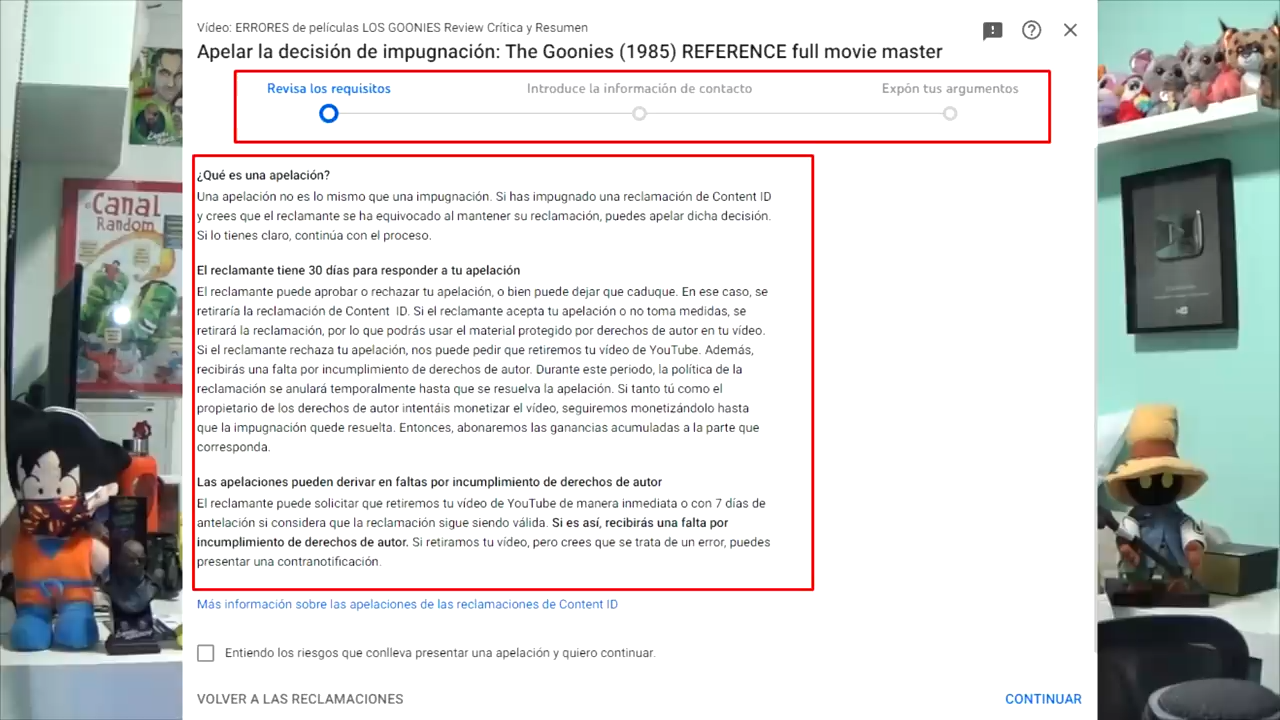 Vídeo: ERRORES de películas LOS GOONIES Review Crítica y Resumen
Apelar la decisión de impugnación: The Goonies (1985) REFERENCE full movie master
Revisa los requisitos
Introduce la información de contacto
Expón tus argumentos
¿Qué es una apelación?
Una apelación no es lo mismo que una impugnación. Si has impugnado una reclamación de Content ID
y crees que el reclamante se ha equivocado al mantener su reclamación, puedes apelar dicha decisión.
Si lo tienes claro, continúa con el proceso.
El reclamante tiene 30 días para responder a tu apelación
El reclamante puede aprobar o rechazar tu apelación, o bien puede dejar que caduque. En ese caso, se
retiraría la reclamación de Content ID. Si el reclamante acepta tu apelación o no toma medidas, se
retirará la reclamación, por lo que podrás usar el material protegido por derechos de autor en tu vídeo.
Si el reclamante rechaza tu apelación, nos puede pedir que retiremos tu vídeo de YouTube. Además,
recibirás una falta por incumplimiento de derechos de autor. Durante este periodo, la política de la
reclamación se anulará temporalmente hasta que se resuelva la apelación. Si tanto tú como el
propietario de los derechos de autor intentáis monetizar el vídeo, seguiremos monetizándolo hasta
que la impugnación quede resuelta. Entonces, abonaremos las ganancias acumuladas a la parte que
corresponda.
Las apelaciones pueden derivar en faltas por incumplimiento de derechos de autor
El reclamante puede solicitar que retiremos tu vídeo de YouTube de manera inmediata o con 7 días de
antelación si considera que la reclamación sigue siendo válida. Si es así, recibirás una falta por
incumplimiento de derechos de autor. Si retiramos tu vídeo, pero crees que se trata de un error, puedes
presentar una contranotificación.
Más información sobre las apelaciones de las reclamaciones de Content ID
Entiendo los riesgos que conlleva presentar una apelación y quiero continuar.
VOLVER A LAS RECLAMACIONES
CONTINUAR
el Canal
Random